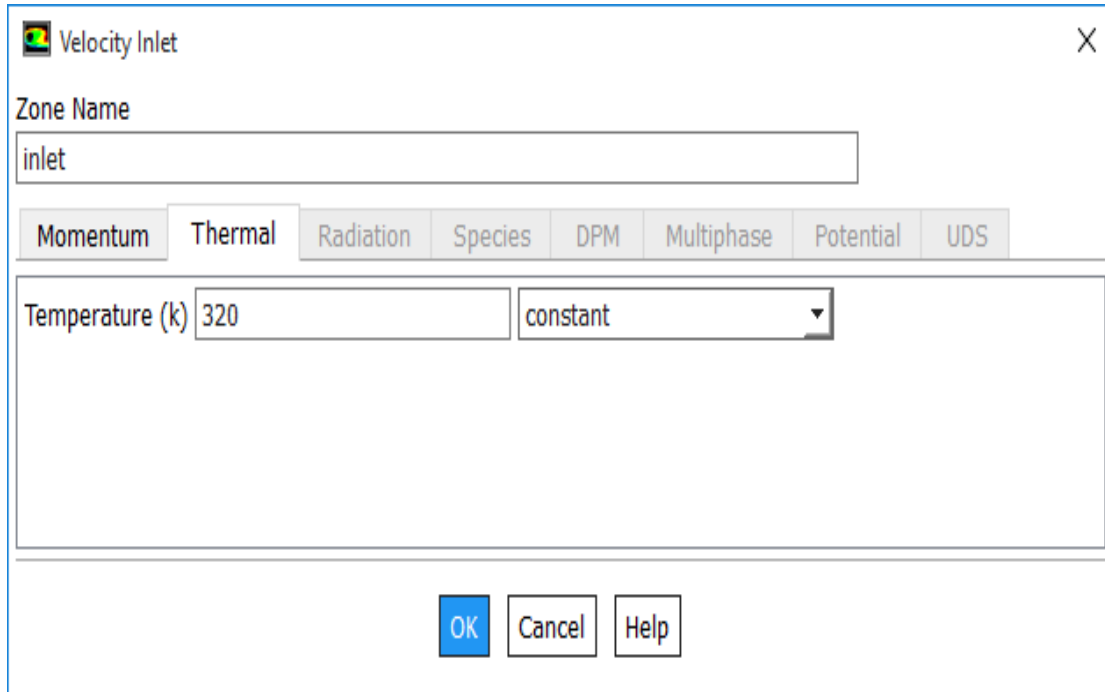 Velocity Inlet
Zone Name
inlet
Momentum Thermal Radiation Species DPM Multiphase Potential UDS
Temperature (k) 320 constant
OK Cancel Help